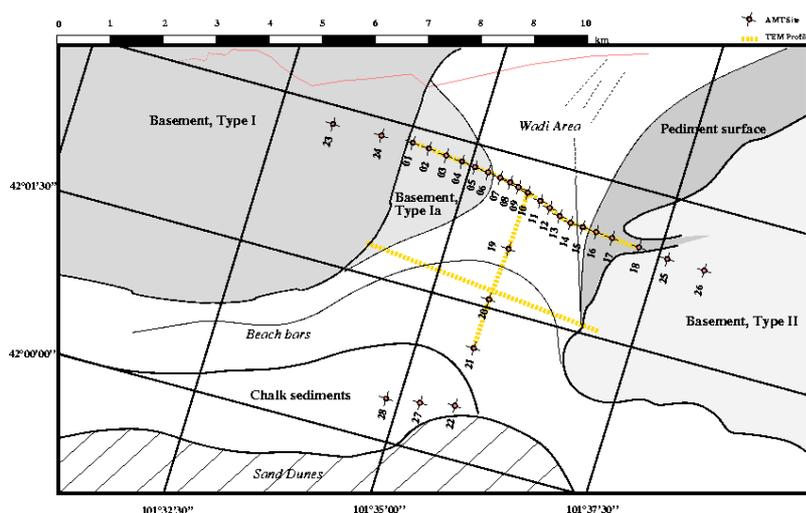 0 1 2 3 4 5 6 7 8 9 10
km
AMT Site
TEM Profil
Basement, Type I
Wadi Area
Pediment surface
23 24 01 02 03 04 05 06 07 08 09 10 11 12 13 14 15 16 17 18 25 26
42°01'30''
Basement,
Type Ia
19
20
21
Basement, Type II
Beach bars
42°00'00''
Chalk sediments
28 27 22
Sand Dunes
101°32'30'' 101°35'00'' 101°37'30''